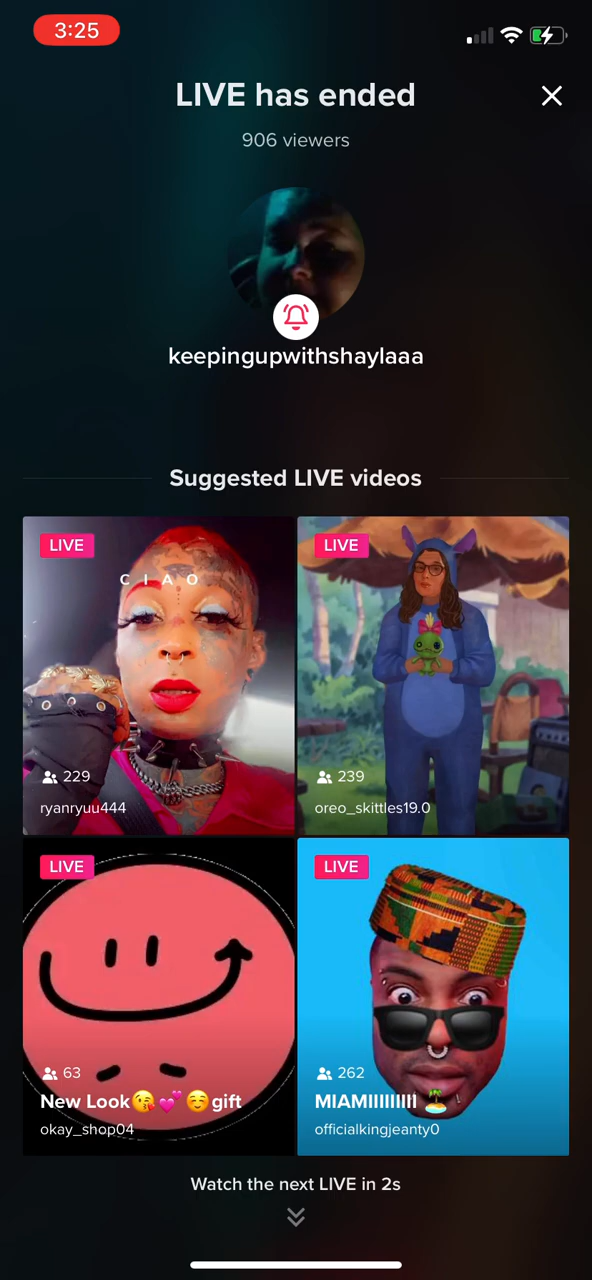 3:25
LIVE has ended
906 viewers
keepingupwithshaylaaa
Suggested LIVE videos
LIVE
CIAO
229
ryanryuu444
LIVE
239
oreo_skittles19.0
LIVE
63
New Look😘💕☺️gift
okay_shop04
LIVE
262
MIAMIIIIIIIII 🏝️
officialkingjeanty0
Watch the next LIVE in 2s